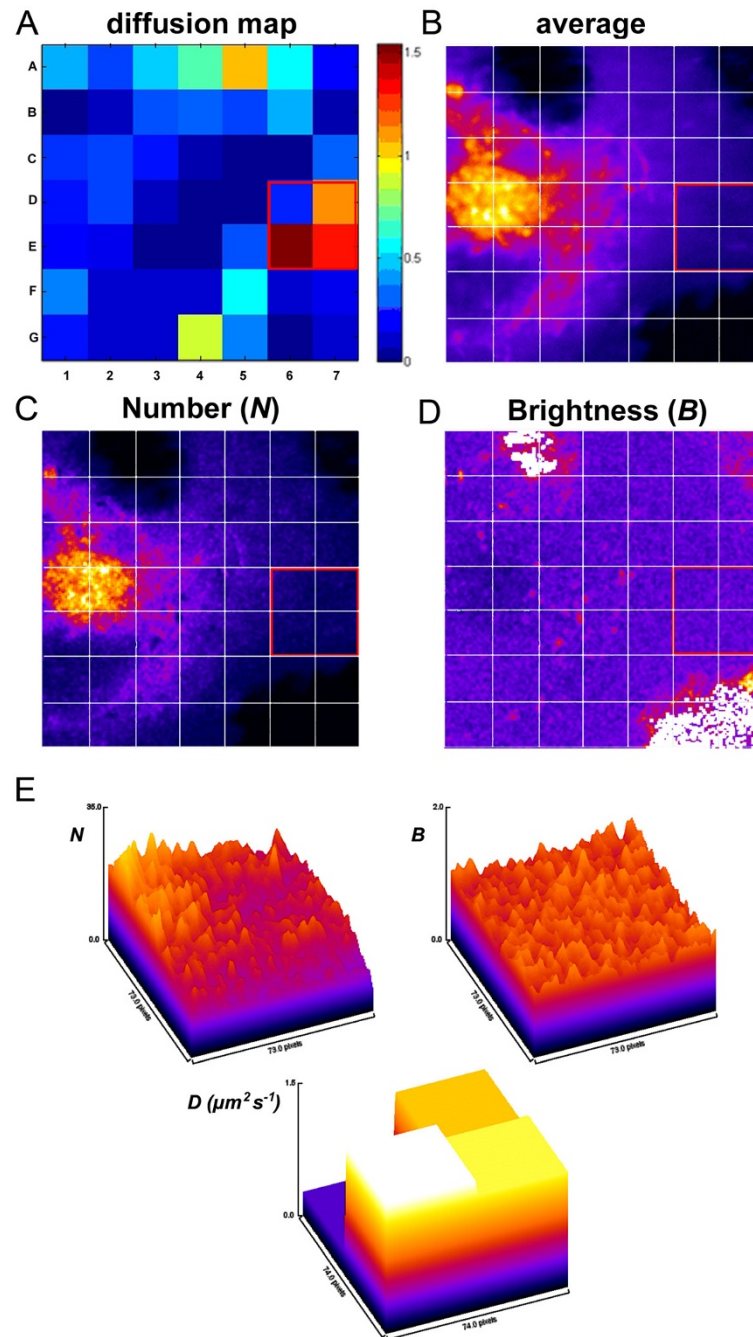 A diffusion map
B average
A
B
C
D
E
F
G
1 2 3 4 5 6 7
1.5
1
0.5
0
C Number (N)
D Brightness (B)
E
35.0
N
0.0
73.0 pixels
73.0 pixels
2.0
B
0.0
73.0 pixels
73.0 pixels
1.5
D (μm² s⁻¹)
0.0
74.0 pixels
74.0 pixels